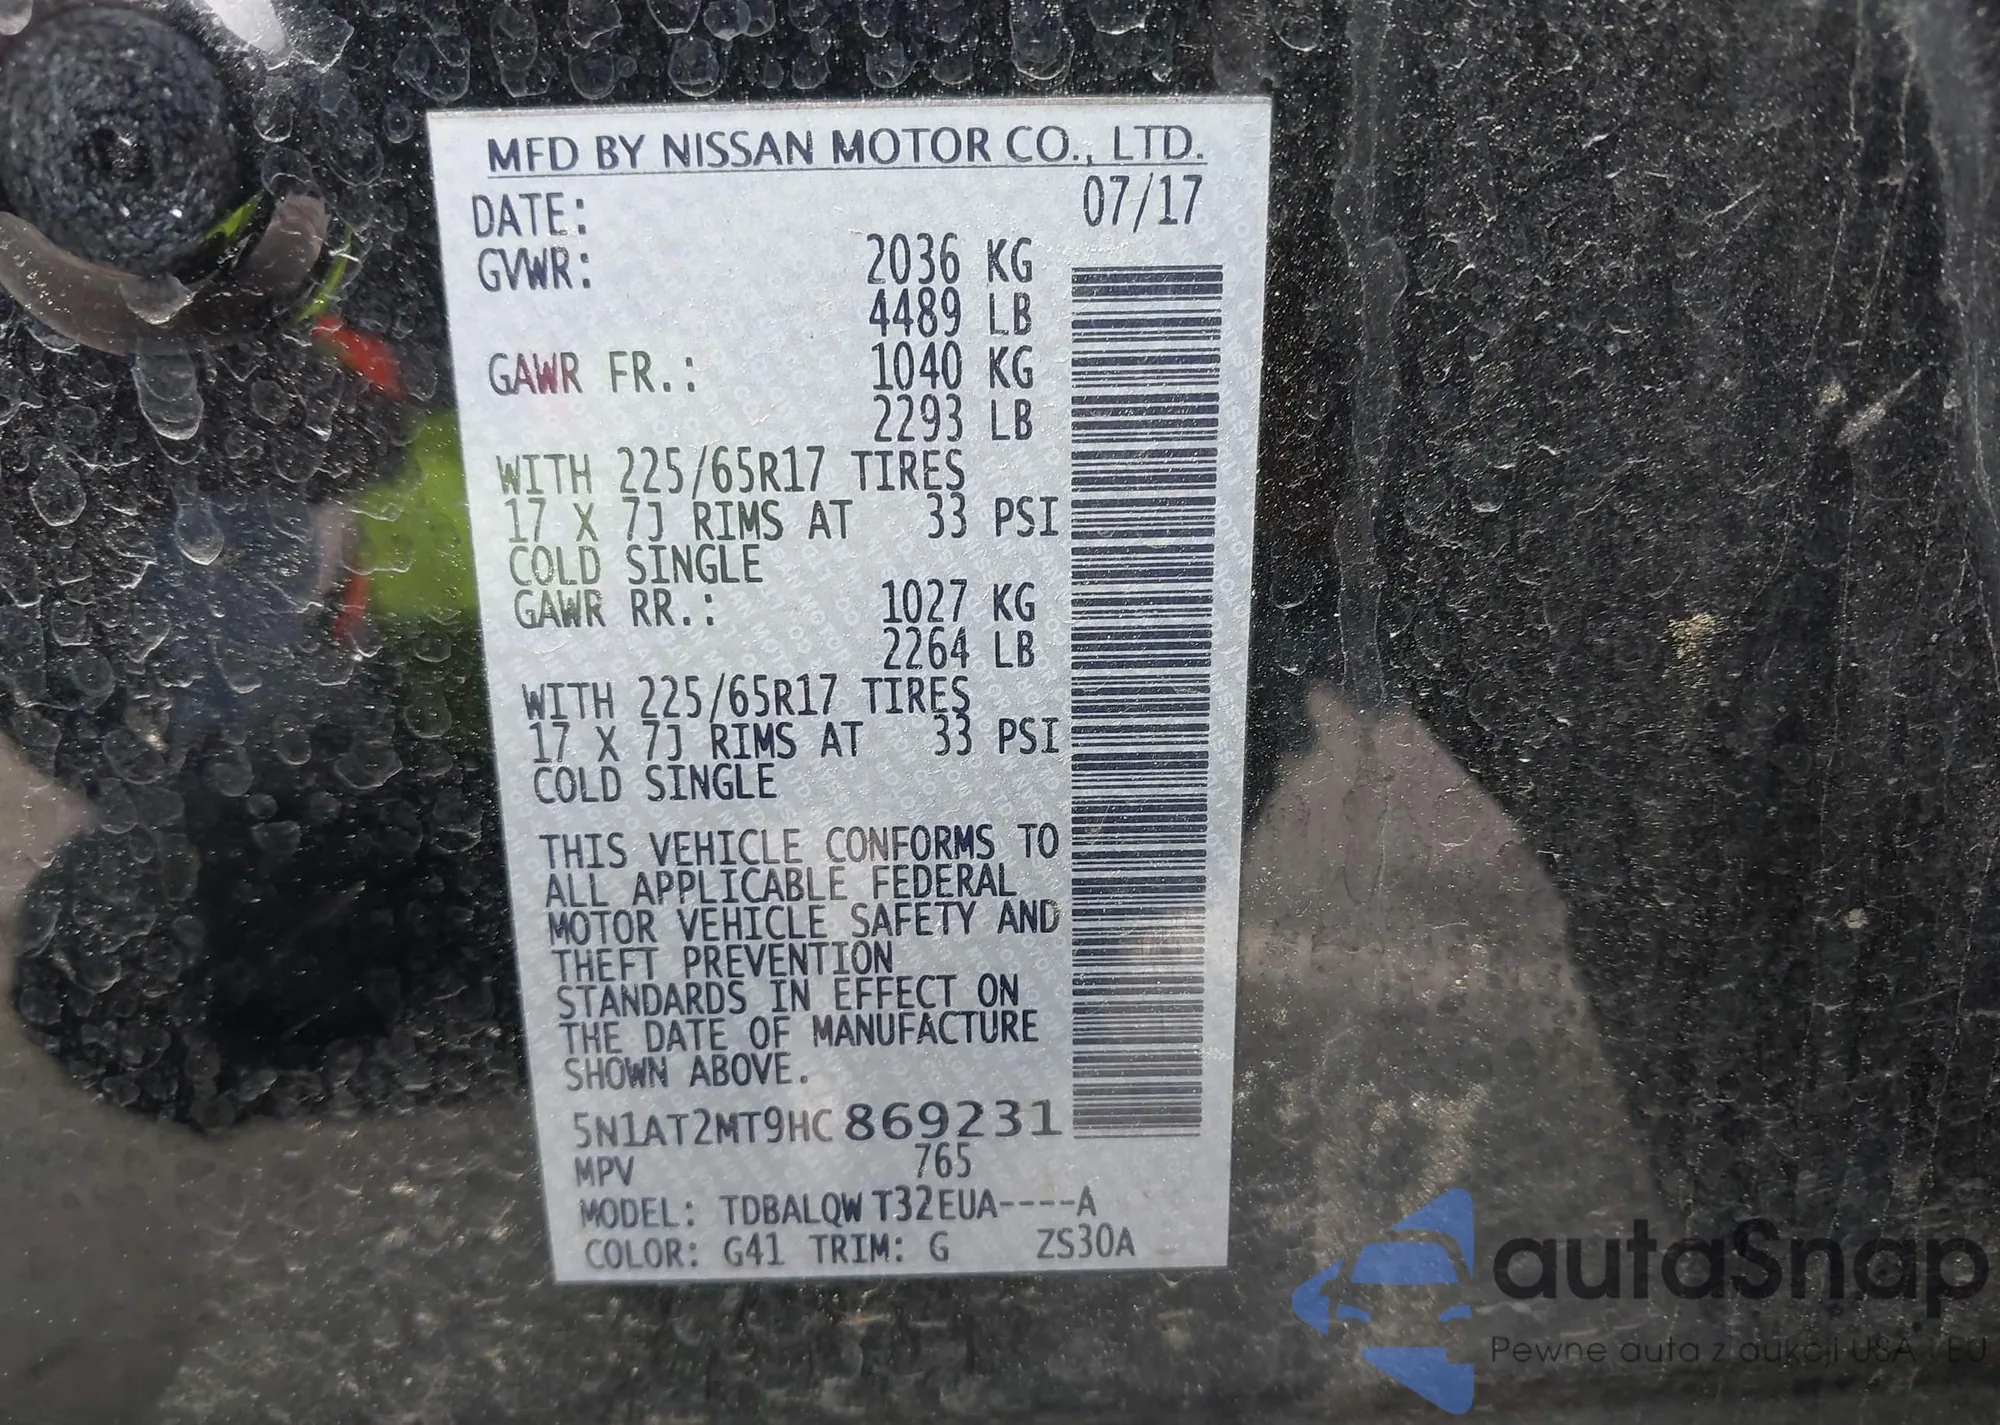 MFD BY NISSAN MOTOR CO., LTD.
DATE: 07/17
GVWR: 2036 KG
4489 LB
GAWR FR.: 1040 KG
2293 LB
WITH 225/65R17 TIRES
17 X 7J RIMS AT 33 PSI
COLD SINGLE
GAWR RR.: 1027 KG
2264 LB
WITH 225/65R17 TIRES
17 X 7J RIMS AT 33 PSI
COLD SINGLE
THIS VEHICLE CONFORMS TO
ALL APPLICABLE FEDERAL
MOTOR VEHICLE SAFETY AND
THEFT PREVENTION
STANDARDS IN EFFECT ON
THE DATE OF MANUFACTURE
SHOWN ABOVE.
5N1AT2MT9HC869231
MPV 765
MODEL: TDBALQW T32EUA----A
COLOR: G41 TRIM: G ZS30A
autaSnap
Pewne auta z aukcji USA i EU